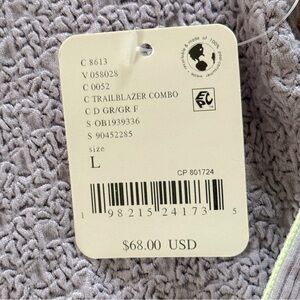 C 8613
V 058028
C 0052
C TRAILBLAZER COMBO
C D GR/GR F
S OB1939336
S 90452285
size
L
CP 801724
1 98215 24173 5
$68.00 USD